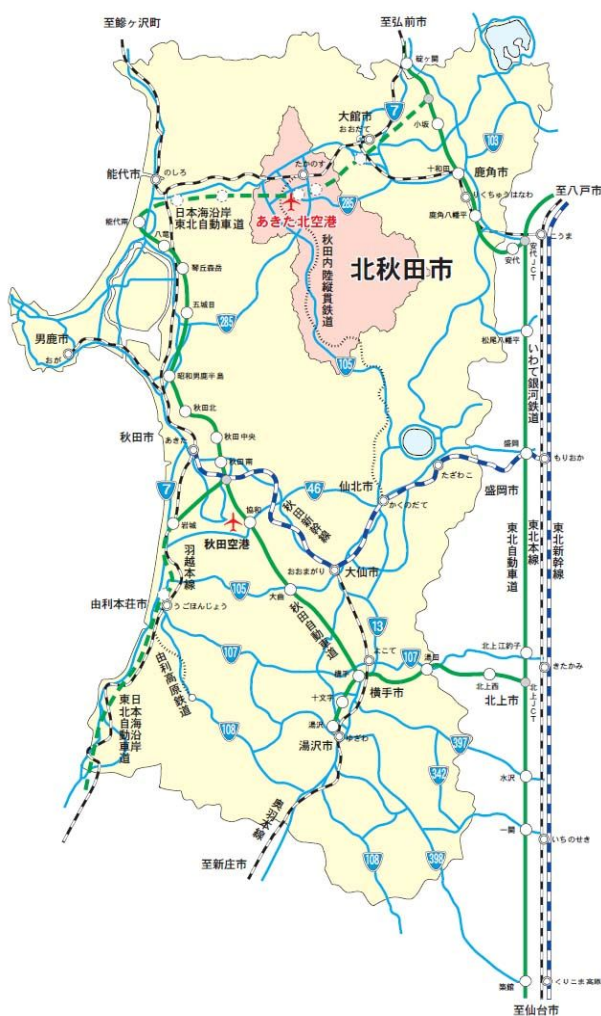 至鰺ヶ沢町
至弘前市
碇ヶ関
7
大館市
おおだて
小坂
103
たかのす
十和田
鹿角市
りくちゅうはなわ
能代市
のしろ
285
鹿角八幡平
至八戸市
日本海沿岸
東北自動車道
あきた北空港
能代南
八竜
こうま
安代
安代JCT
秋田内陸縦貫鉄道
北秋田市
琴丘森岳
五城目
285
松尾八幡平
いわて銀河鉄道
男鹿市
おが
105
昭和男鹿半島
秋田北
秋田市
あきた
秋田中央
秋田南
盛岡
もりおか
たざわこ
盛岡市
7
46
仙北市
かくのだて
秋田新幹線
協和
岩城
秋田空港
羽越本線
東北自動車道
東北本線
東北新幹線
おおまがり
大仙市
105
大曲
由利本荘市
うごほんじょう
秋田自動車道
13
107
よこて
107
湯田
北上江釣子
きたかみ
横手
横手市
北上西
北上市
北上JCT
由利高原鉄道
十文字
日本海沿岸
東北自動車道
108
湯沢
ゆざわ
湯沢市
397
342
水沢
奥羽本線
一関
いちのせき
至新庄市
108
398
築館
くりこま高原
至仙台市